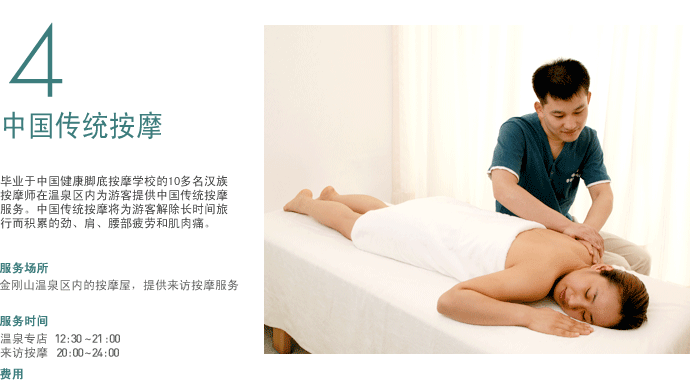 4
中国传统按摩
毕业于中国健康脚底按摩学校的10多名汉族
按摩师在温泉区内为游客提供中国传统按摩
服务。中国传统按摩将为游客解除长时间旅
行而积累的劲、肩、腰部疲劳和肌肉痛。
服务场所
金刚山温泉区内的按摩屋，提供来访按摩服务
服务时间
温泉专店 12:30~21:00
来访按摩 20:00~24:00
费用